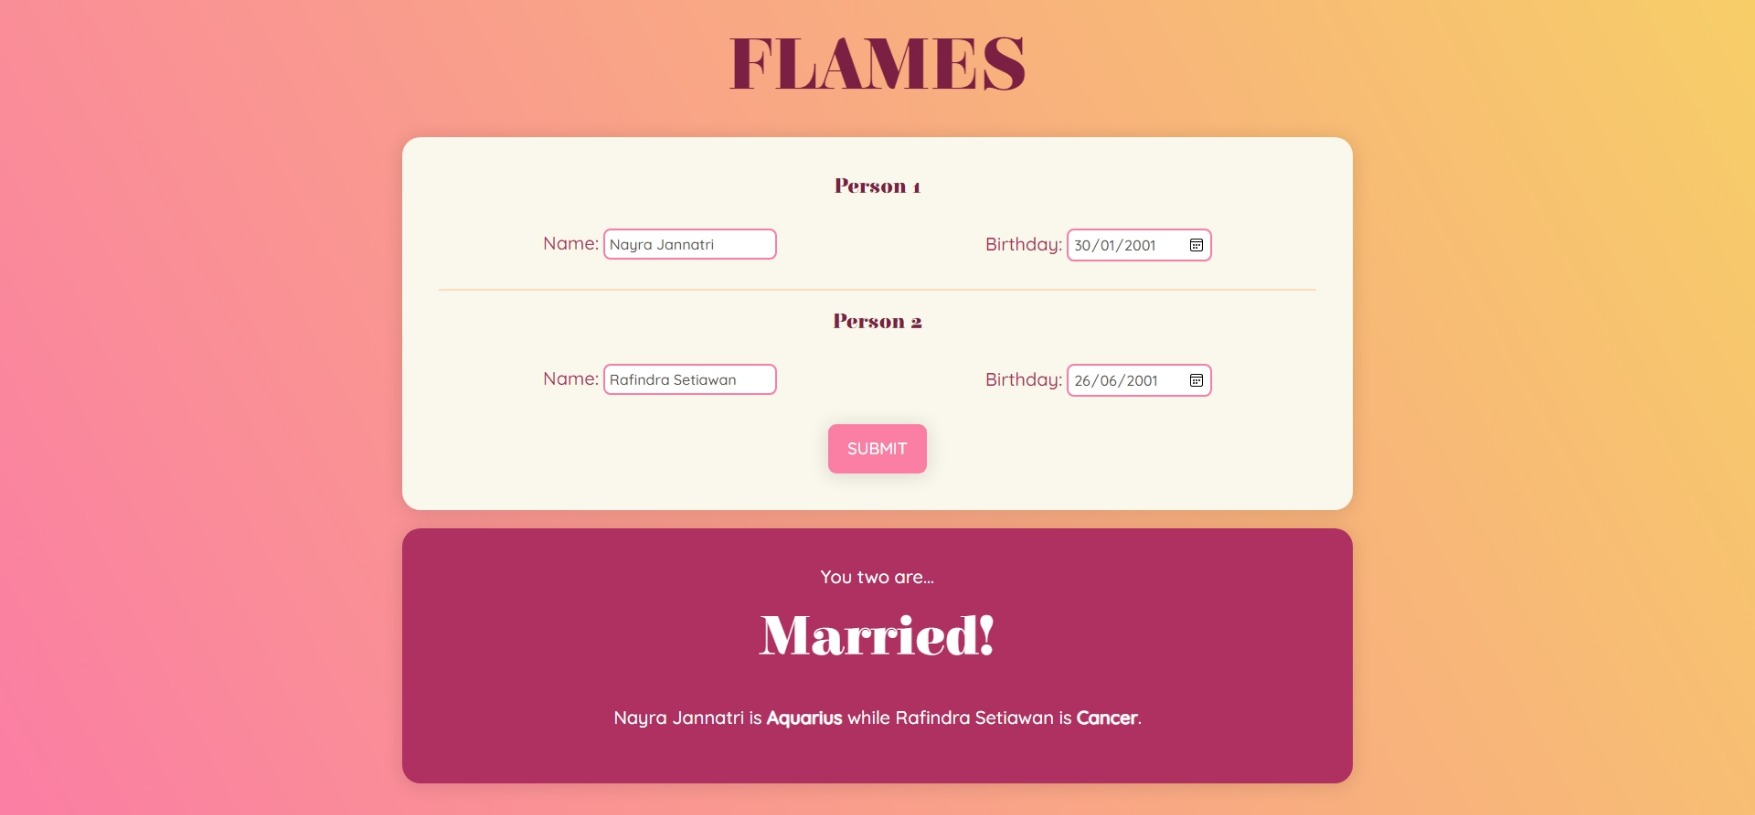 FLAMES
Person 1
Name: Nayra Jannatri Birthday: 30/01/2001
Person 2
Name: Rafindra Setiawan Birthday: 26/06/2001
SUBMIT
You two are...
Married!
Nayra Jannatri is Aquarius while Rafindra Setiawan is Cancer.